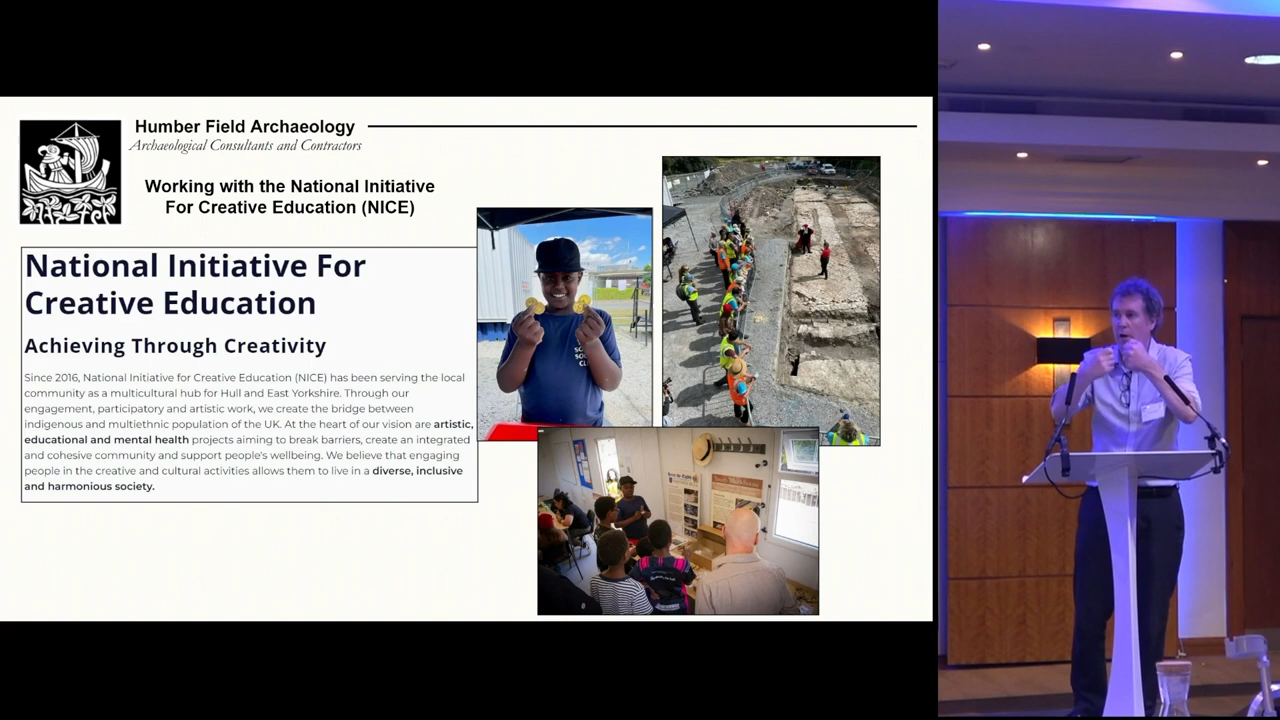 Humber Field Archaeology
Archaeological Consultants and Contractors
Working with the National Initiative
For Creative Education (NICE)
National Initiative For
Creative Education
Achieving Through Creativity
Since 2016, National Initiative for Creative Education (NICE) has been serving the local
community as a multicultural hub for Hull and East Yorkshire. Through our
engagement, participatory and artistic work, we create the bridge between
indigenous and multiethnic population of the UK. At the heart of our vision are artistic,
educational and mental health projects aiming to break barriers, create an integrated
and cohesive community and support people's wellbeing. We believe that engaging
people in the creative and cultural activities allows them to live in a diverse, inclusive
and harmonious society.